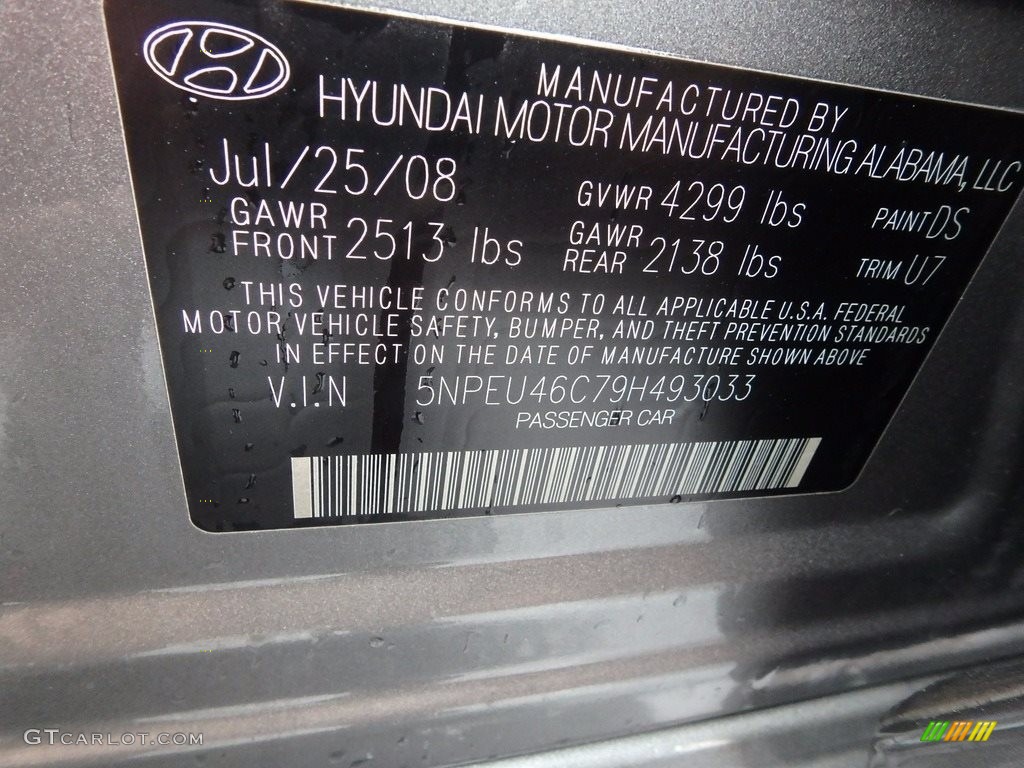 MANUFACTURED BY
HYUNDAI MOTOR MANUFACTURING ALABAMA, LLC
Jul/25/08 GVWR 4299 lbs PAINT DS
GAWR FRONT 2513 lbs GAWR REAR 2138 lbs TRIM U7
THIS VEHICLE CONFORMS TO ALL APPLICABLE U.S.A. FEDERAL
MOTOR VEHICLE SAFETY, BUMPER, AND THEFT PREVENTION STANDARDS
IN EFFECT ON THE DATE OF MANUFACTURE SHOWN ABOVE
V.I.N 5NPEU46C79H493033
PASSENGER CAR
GTCARLOT.COM